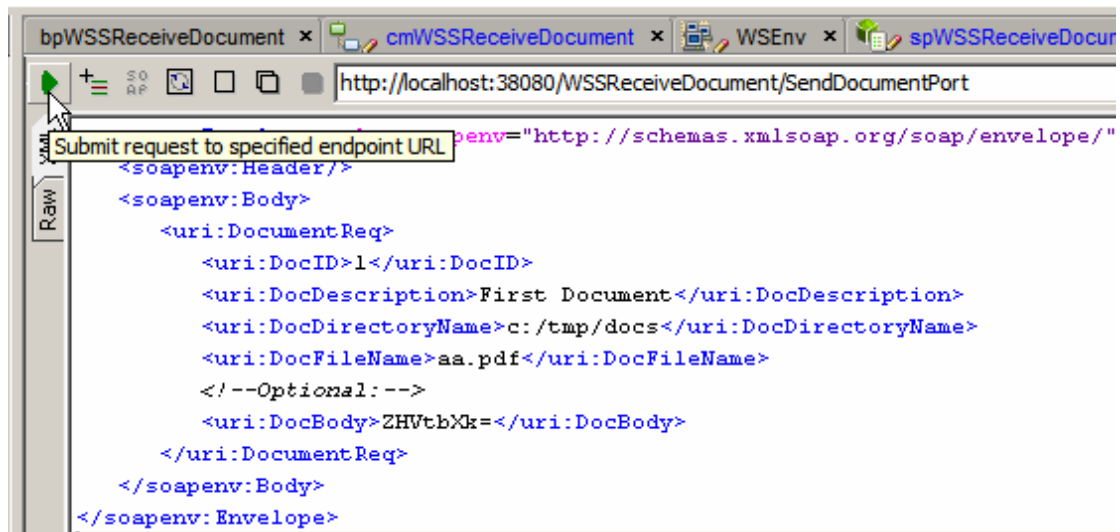 bpWSSReceiveDocument × cmWSSReceiveDocument × WSEnv × spWSSReceiveDocu
SO AP http://localhost:38080/WSSReceiveDocument/SendDocumentPort
penv="http://schemas.xmlsoap.org/soap/envelope/"
Submit request to specified endpoint URL
<soapenv:Header/>
Raw
<soapenv:Body>
<uri:DocumentReq>
<uri:DocID>1</uri:DocID>
<uri:DocDescription>First Document</uri:DocDescription>
<uri:DocDirectoryName>c:/tmp/docs</uri:DocDirectoryName>
<uri:DocFileName>aa.pdf</uri:DocFileName>
<!--Optional:-->
<uri:DocBody>ZHVtbXk=</uri:DocBody>
</uri:DocumentReq>
</soapenv:Body>
</soapenv:Envelope>